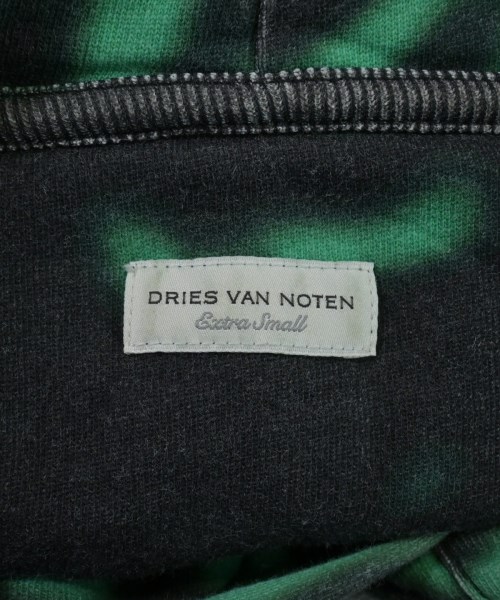 DRIES VAN NOTEN
Extra Small